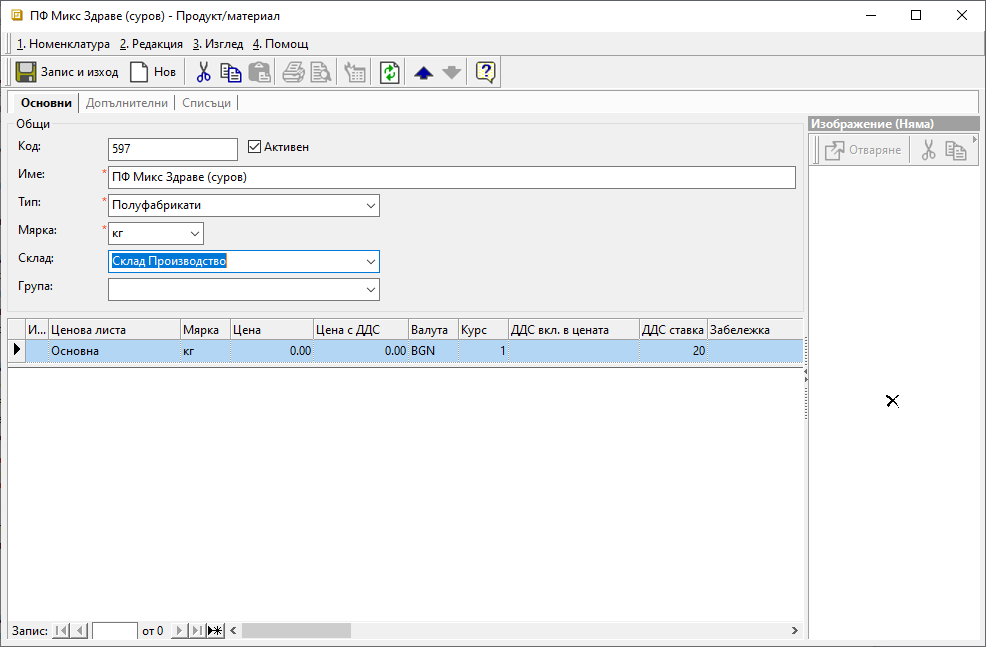 ПФ Микс Здраве (суров) - Продукт/материал
1. Номенклатура 2. Редакция 3. Изглед 4. Помощ
Запис и изход Нов
Основни Допълнителни Списъци
Общи
Код: 597 Активен
Име: * ПФ Микс Здраве (суров)
Тип: * Полуфабрикати
Мярка: * кг
Склад: Склад Производство
Група:
Изображение (Няма)
Отваряне
И... Ценова листа Мярка Цена Цена с ДДС Валута Курс ДДС вкл. в цената ДДС ставка Забележка
Основна кг 0.00 0.00 BGN 1 20
Запис: от 0